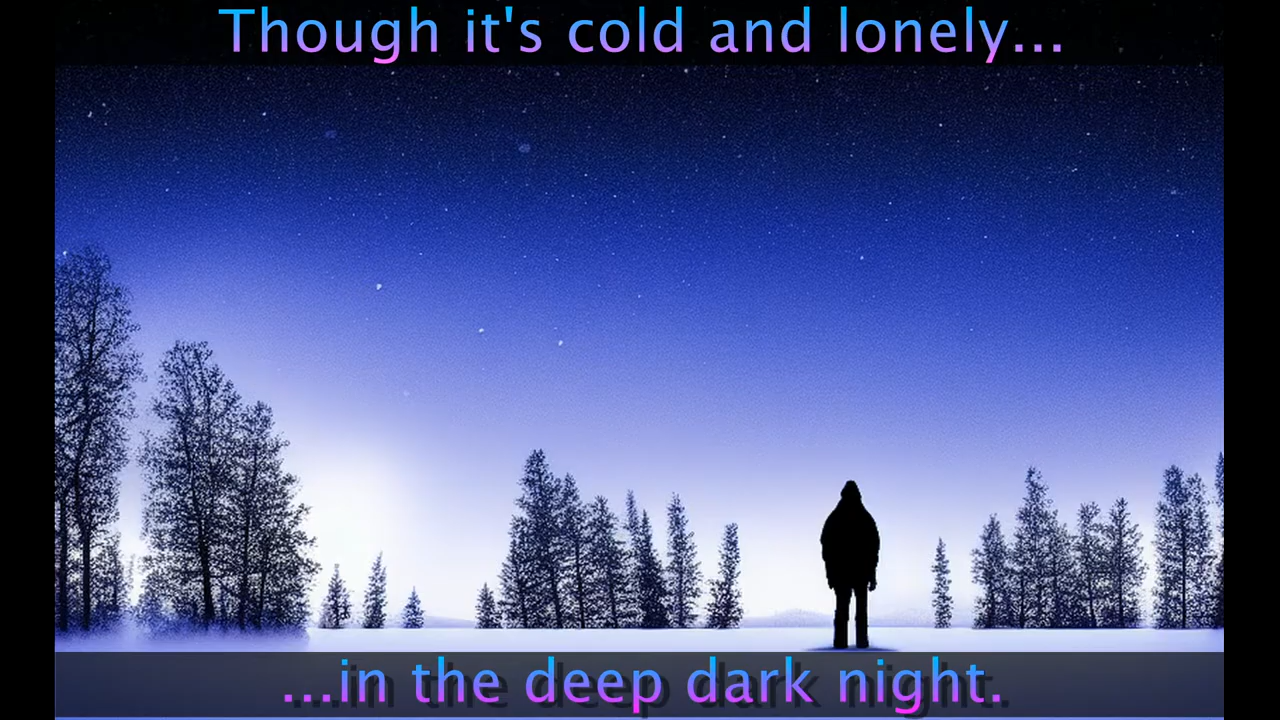 Though it's cold and lonely...
...in the deep dark night.